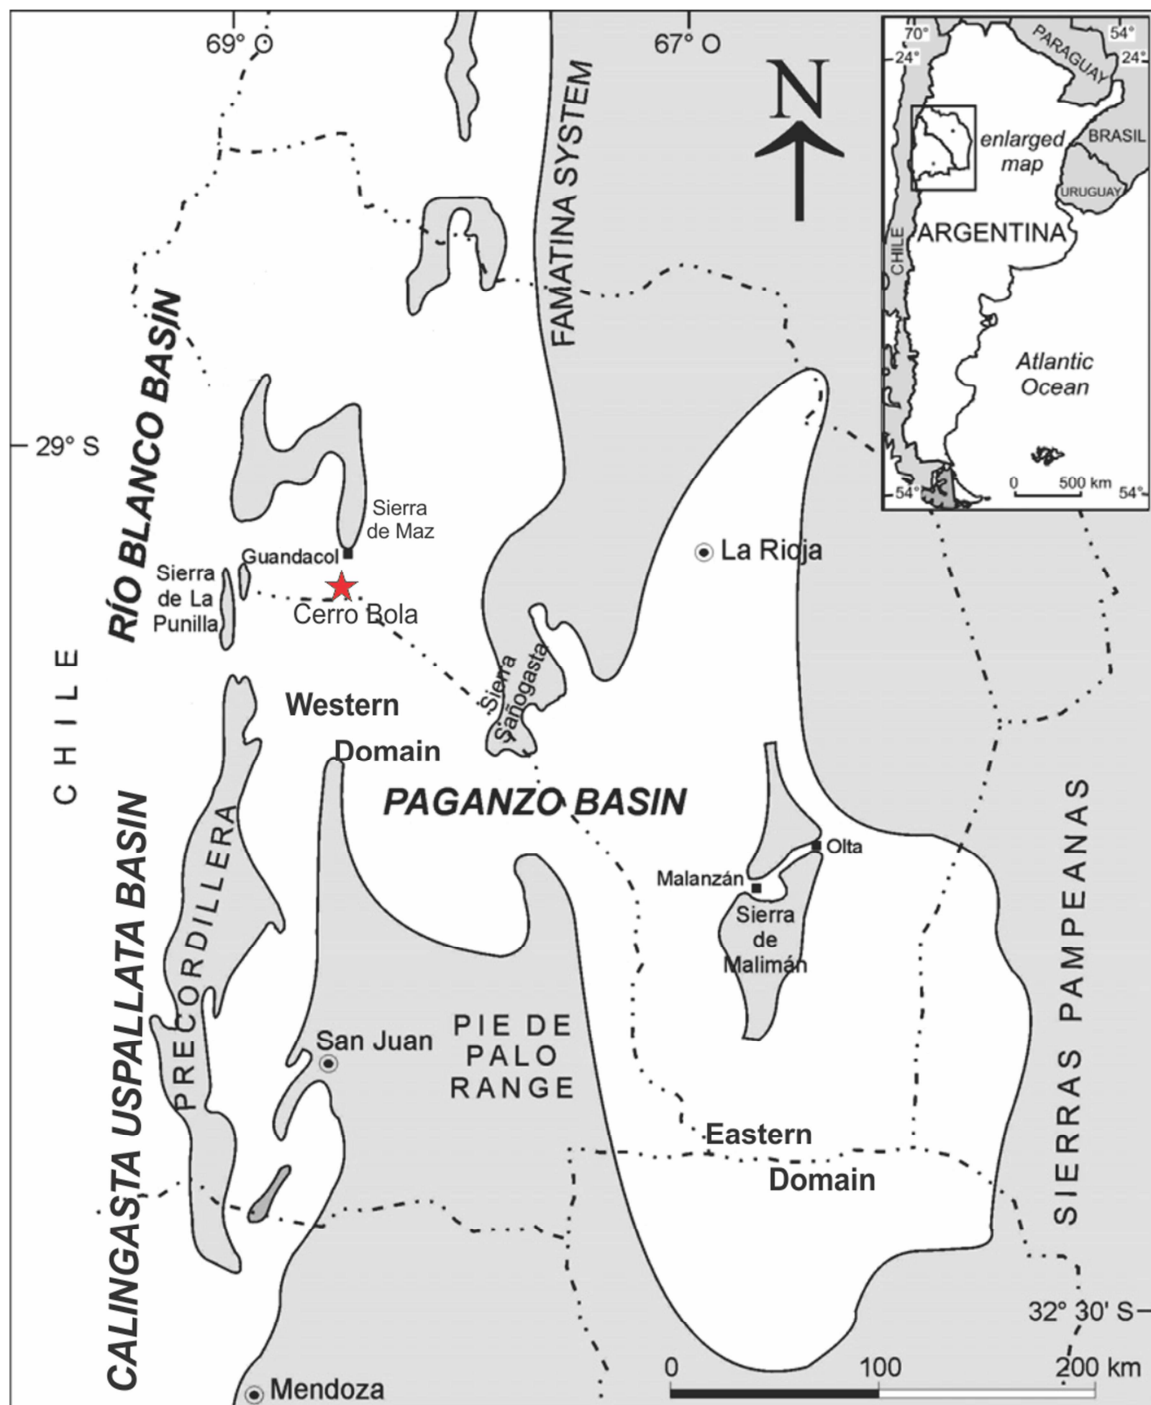 69° O
67° O
N
FAMATINA SYSTEM
70°
54°
24°
24°
PARAGUAY
BRASIL
enlarged
map
URUGUAY
CHILE
ARGENTINA
Atlantic
Ocean
0
500 km
54°
54°
29° S
RÍO BLANCO BASIN
Sierra
de Maz
Guandacol
Sierra
de La
Punilla
Cerro Bola
La Rioja
CHILE
Sierra
Sañogasta
Western
Domain
PAGANZO BASIN
Olta
Malanzán
Sierra
de
Malimán
PRECORDILLERA
CALINGASTA USPALLATA BASIN
San Juan
PIE DE
PALO
RANGE
SIERRAS PAMPEANAS
Eastern
Domain
32° 30' S
0
100
200 km
Mendoza